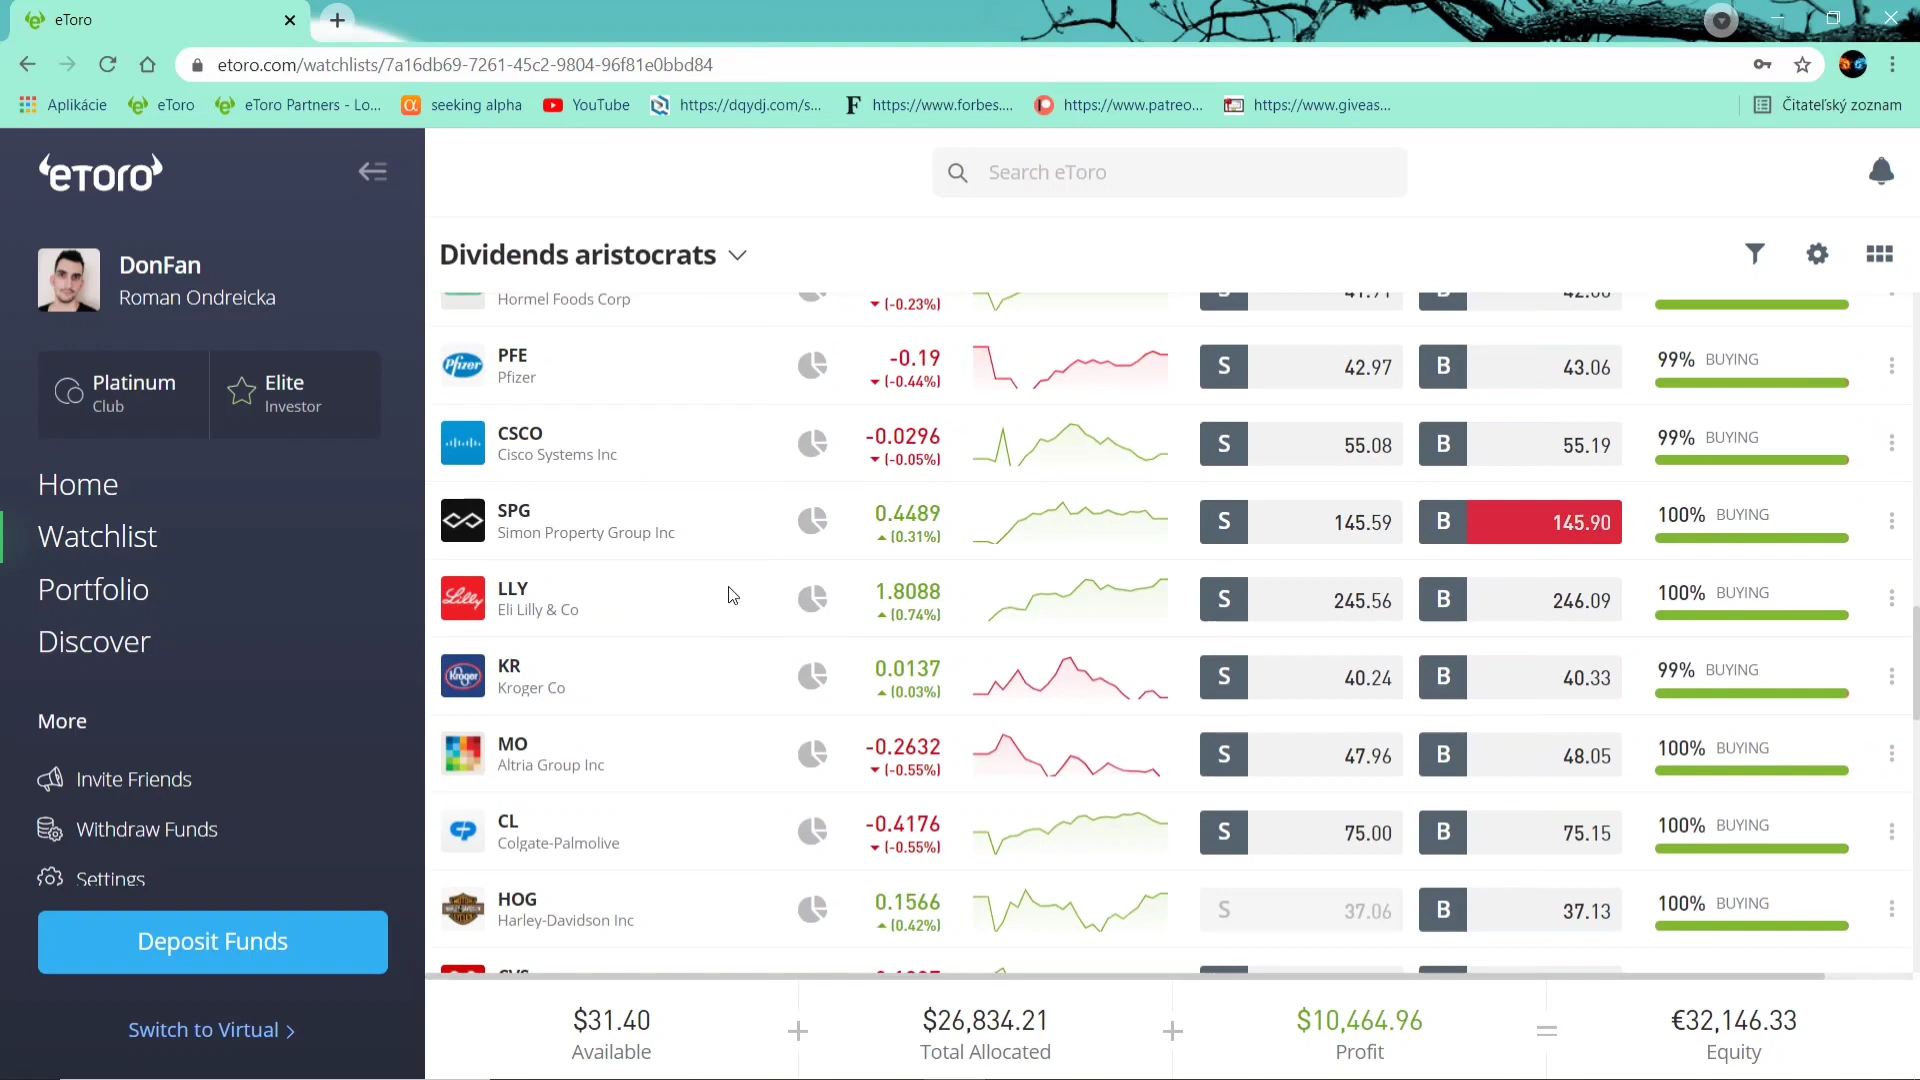 eToro
etoro.com/watchlists/7a16db69-7261-45c2-9804-96f81e0bbd84
Aplikácie eToro eToro Partners - Lo... seeking alpha YouTube https://dqydj.com/s... https://www.forbes.... https://www.patreo... https://www.giveas... Čitateľský zoznam
eToro
Search eToro
DonFan
Roman Ondreicka
Platinum
Club
Elite
Investor
Home
Watchlist
Portfolio
Discover
More
Invite Friends
Withdraw Funds
Settings
Deposit Funds
Switch to Virtual >
Dividends aristocrats
Hormel Foods Corp (-0.23%)
PFE
Pfizer
-0.19
(-0.44%)
S 42.97 B 43.06 99% BUYING
CSCO
Cisco Systems Inc
-0.0296
(-0.05%)
S 55.08 B 55.19 99% BUYING
SPG
Simon Property Group Inc
0.4489
(0.31%)
S 145.59 B 145.90 100% BUYING
Lilly
LLY
Eli Lilly & Co
1.8088
(0.74%)
S 245.56 B 246.09 100% BUYING
Kroger
KR
Kroger Co
0.0137
(0.03%)
S 40.24 B 40.33 99% BUYING
MO
Altria Group Inc
-0.2632
(-0.55%)
S 47.96 B 48.05 100% BUYING
CL
Colgate-Palmolive
-0.4176
(-0.55%)
S 75.00 B 75.15 100% BUYING
HOG
Harley-Davidson Inc
0.1566
(0.42%)
S 37.06 B 37.13 100% BUYING
$31.40
Available
+
$26,834.21
Total Allocated
+
$10,464.96
Profit
=
€32,146.33
Equity